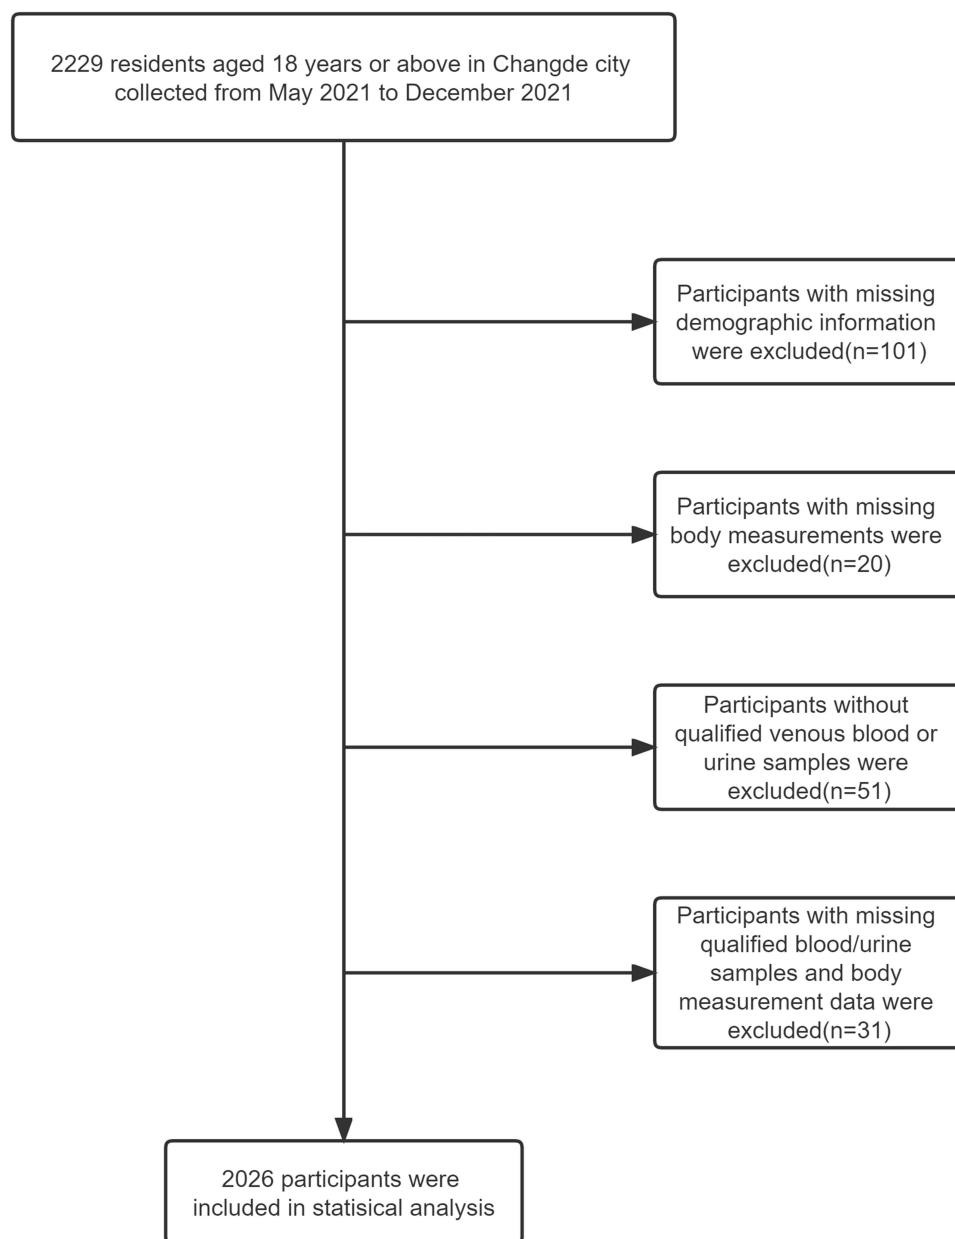 2229 residents aged 18 years or above in Changde city
collected from May 2021 to December 2021
Participants with missing
demographic information
were excluded(n=101)
Participants with missing
body measurements were
excluded(n=20)
Participants without
qualified venous blood or
urine samples were
excluded(n=51)
Participants with missing
qualified blood/urine
samples and body
measurement data were
excluded(n=31)
2026 participants were
included in statisical analysis